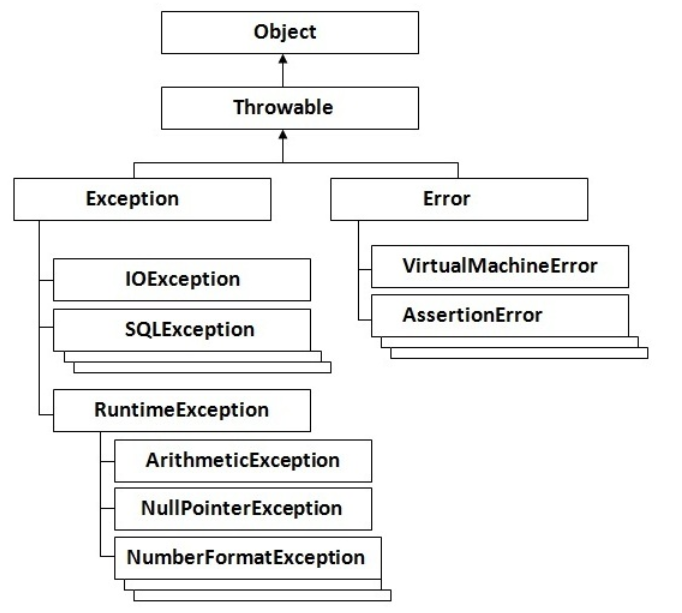 Object
Throwable
Exception
Error
IOException
SQLException
RuntimeException
ArithmeticException
NullPointerException
NumberFormatException
VirtualMachineError
AssertionError